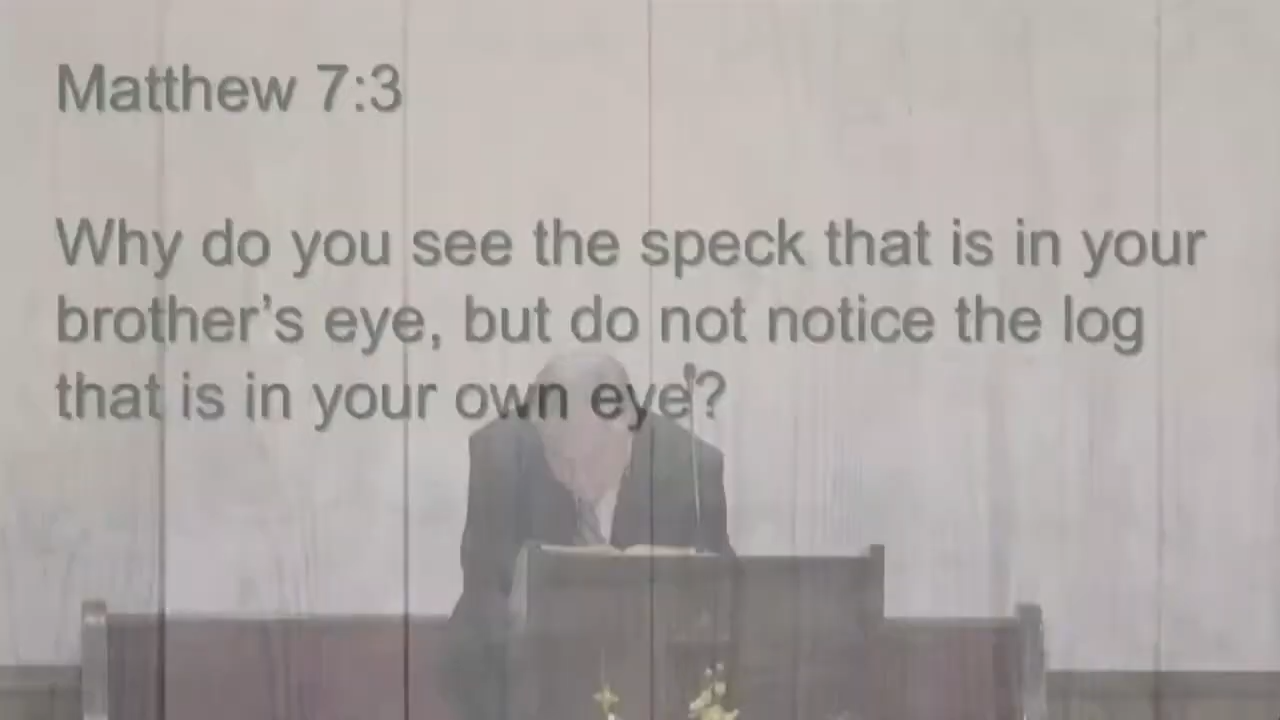 Matthew 7:3
Why do you see the speck that is in your
brother’s eye, but do not notice the log
that is in your own eye?